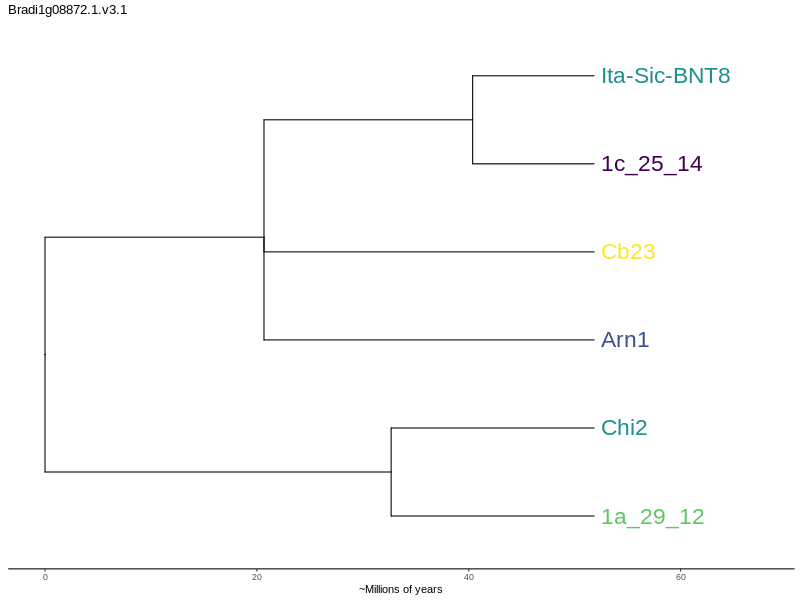 Bradi1g08872.1.v3.1
Ita-Sic-BNT8
1c_25_14
Cb23
Arn1
Chi2
1a_29_12
0 20 40 60
~Millions of years